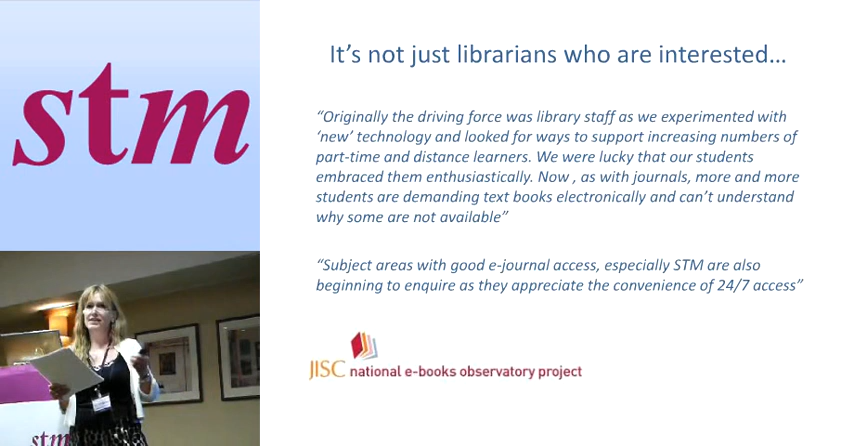 stm
It's not just librarians who are interested...
“Originally the driving force was library staff as we experimented with
‘new’ technology and looked for ways to support increasing numbers of
part-time and distance learners. We were lucky that our students
embraced them enthusiastically. Now , as with journals, more and more
students are demanding text books electronically and can’t understand
why some are not available”
“Subject areas with good e-journal access, especially STM are also
beginning to enquire as they appreciate the convenience of 24/7 access”
JISC national e-books observatory project
stm